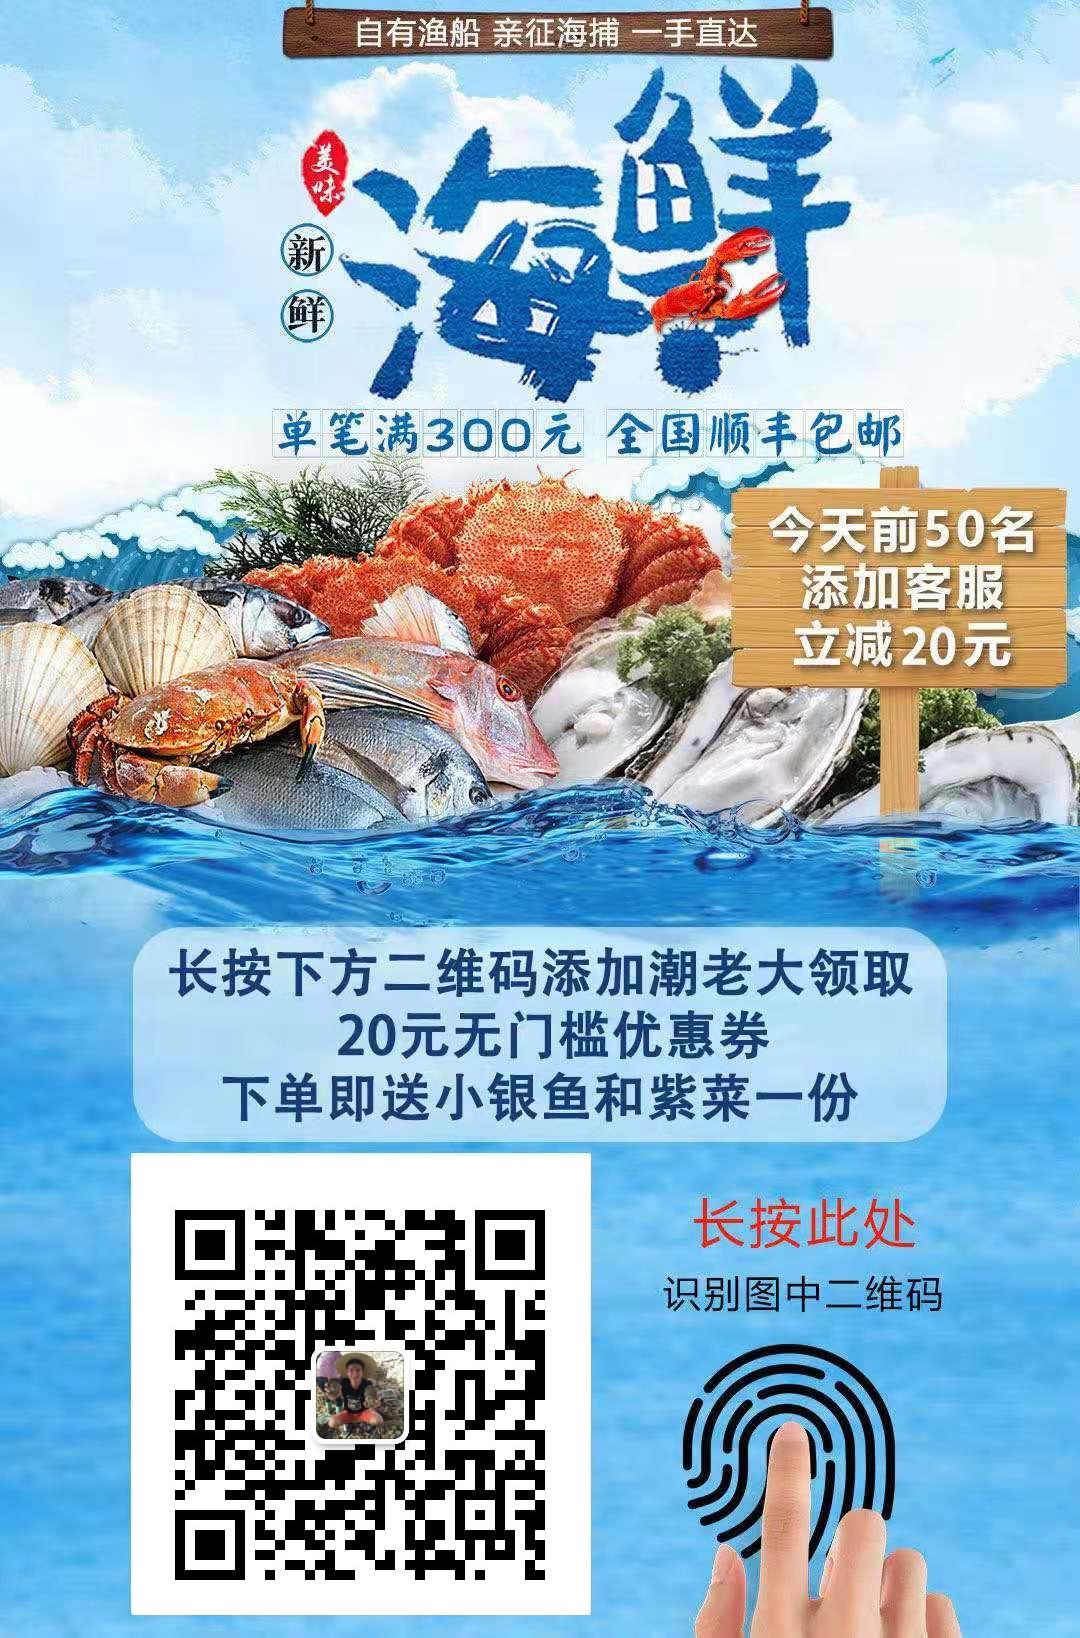 自有渔船 亲征海捕 一手直达
美味
新鲜
海鲜
单笔满300元 全国顺丰包邮
今天前50名
添加客服
立减20元
长按下方二维码添加潮老大领取
20元无门槛优惠券
下单即送小银鱼和紫菜一份
长按此处
识别图中二维码